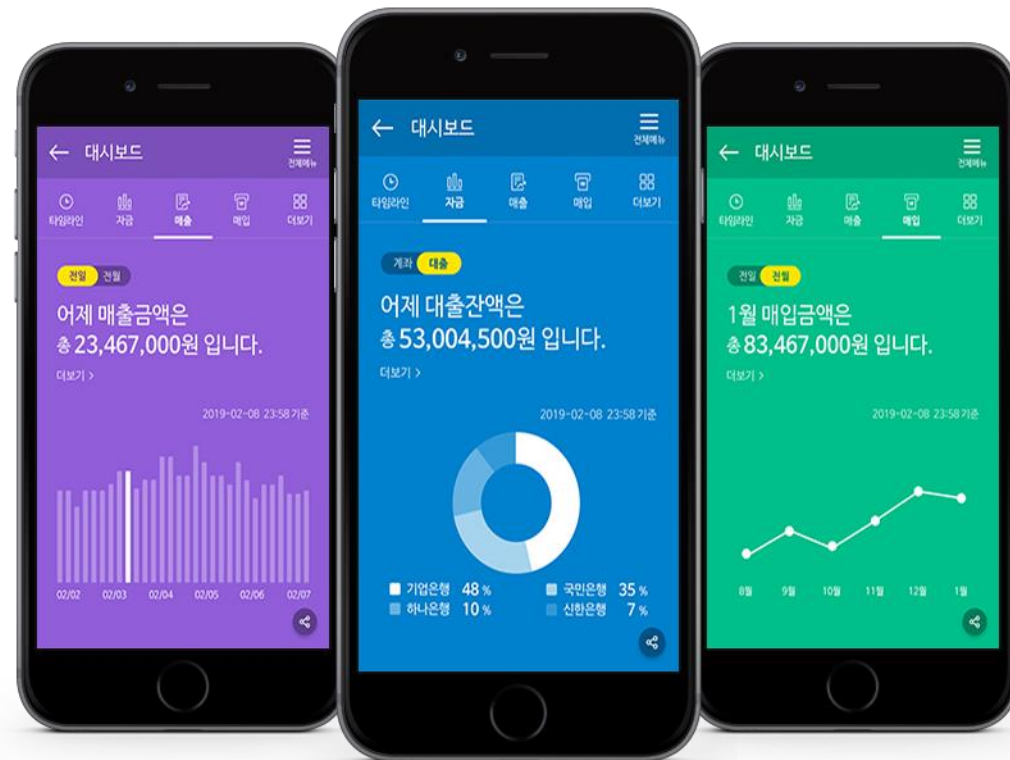 대시보드
전체메뉴
타임라인 자금 매출 매입 더보기
전일 전월
어제 매출금액은
총 23,467,000원 입니다.
더보기 >
2019-02-08 23:58 기준
02/02 02/03 02/04 02/05 02/06 02/07
대시보드
전체메뉴
타임라인 자금 매출 매입 더보기
계좌 대출
어제 대출잔액은
총 53,004,500원 입니다.
더보기 >
2019-02-08 23:58 기준
기업은행 48 % 국민은행 35 %
하나은행 10 % 신한은행 7 %
대시보드
전체메뉴
타임라인 자금 매출 매입 더보기
전일 전월
1월 매입금액은
총 83,467,000원 입니다.
더보기 >
2019-02-08 23:58 기준
8월 9월 10월 11월 12월 1월